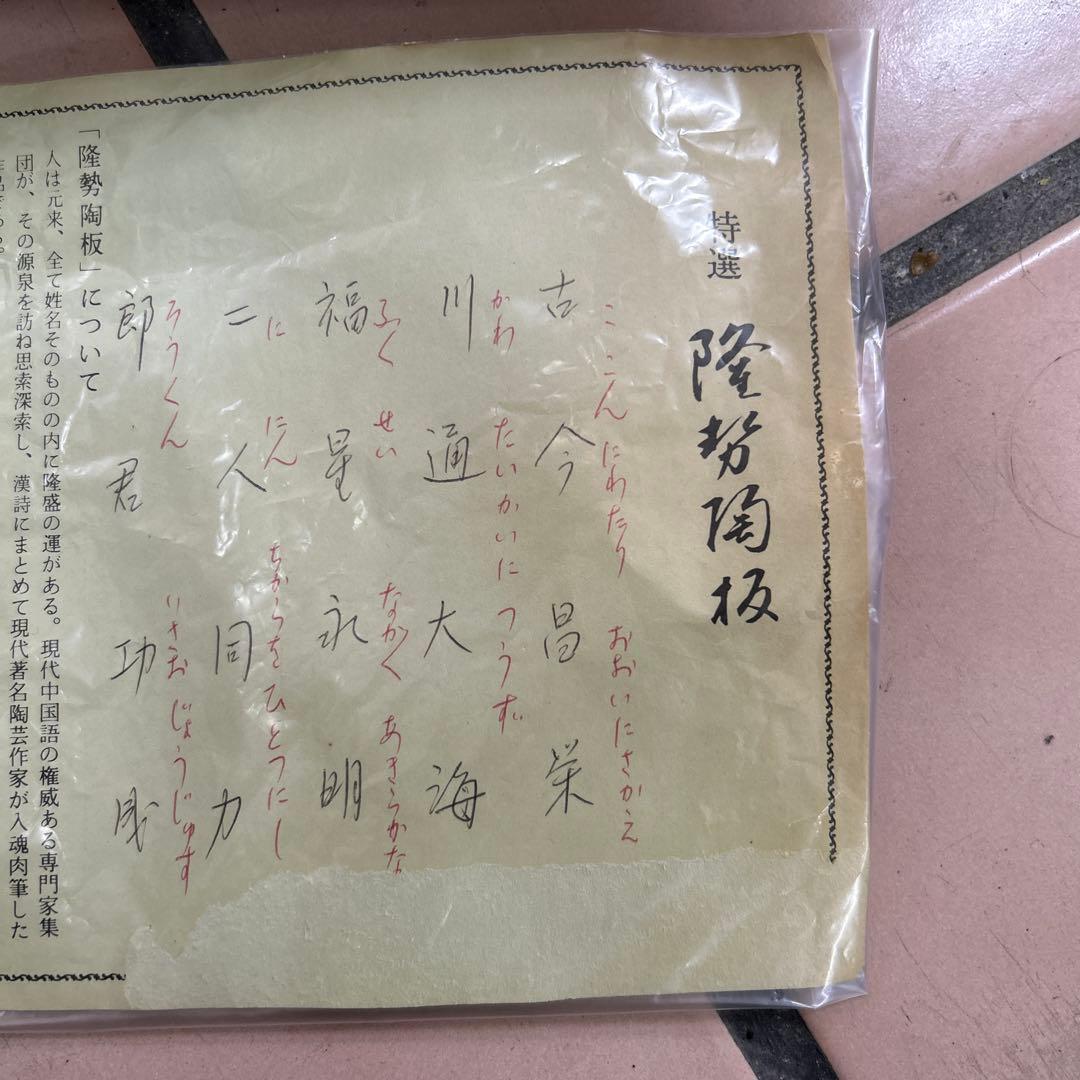 特選 隆勢陶板
ここんにわたり おおいにさかえ
古今昌栄
かわ たいかいにつうず
川通大海
ふくせい なかく あきらかな
福星永明
ににん ちからをひとつにし
二人同力
ろうくん いさおじょうじゅす
郎君功成
「隆勢陶板」について
人は元来、全て姓名そのものの内に隆盛の運がある。現代中国語の権威ある専門家集
団が、その源泉を訪ね思索深索し、漢詩にまとめて現代著名陶芸作家が入魂肉筆した